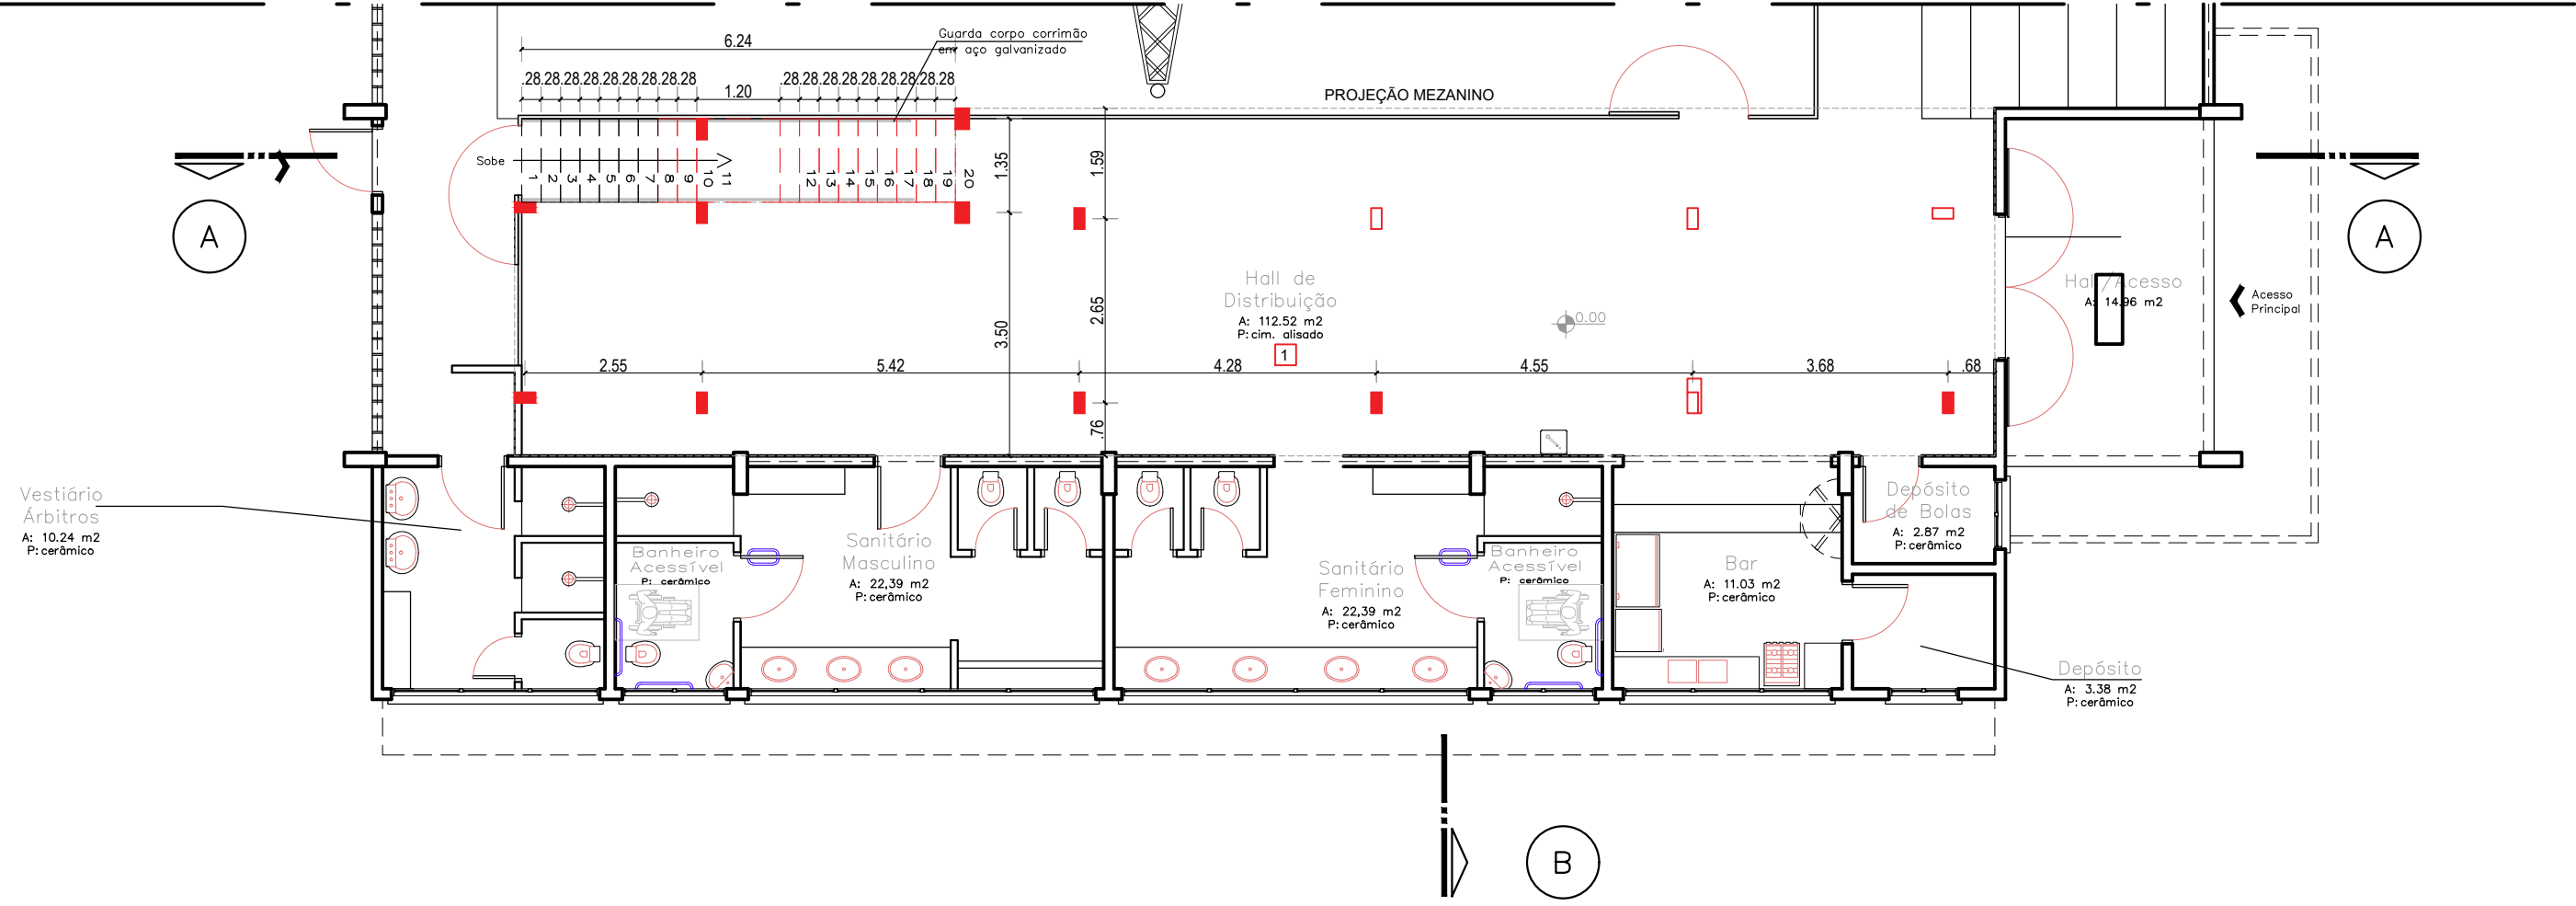 6.24
Guarda corpo corrimão
em aço galvanizado
.28.28.28.28.28.28.28.28.28
1.20
.28.28.28.28.28.28.28.28.28
PROJEÇÃO MEZANINO
Sobe
1 2 3 4 5 6 7 8 9 10 11 12 13 14 15 16 17 18 19 20
1.35
1.59
A
A
Hall de
Distribuição
A: 112.52 m2
P: cim. alisado
1
0.00
Hall/Acesso
A: 14.96 m2
Acesso
Principal
3.50
2.65
2.55
5.42
4.28
4.55
3.68
.68
.76
Vestiário
Árbitros
A: 10.24 m2
P: cerâmico
Banheiro
Acessível
P: cerâmico
Sanitário
Masculino
A: 22,39 m2
P: cerâmico
Sanitário
Feminino
A: 22,39 m2
P: cerâmico
Banheiro
Acessível
P: cerâmico
Bar
A: 11.03 m2
P: cerâmico
Depósito
de Bolas
A: 2.87 m2
P: cerâmico
Depósito
A: 3.38 m2
P: cerâmico
B